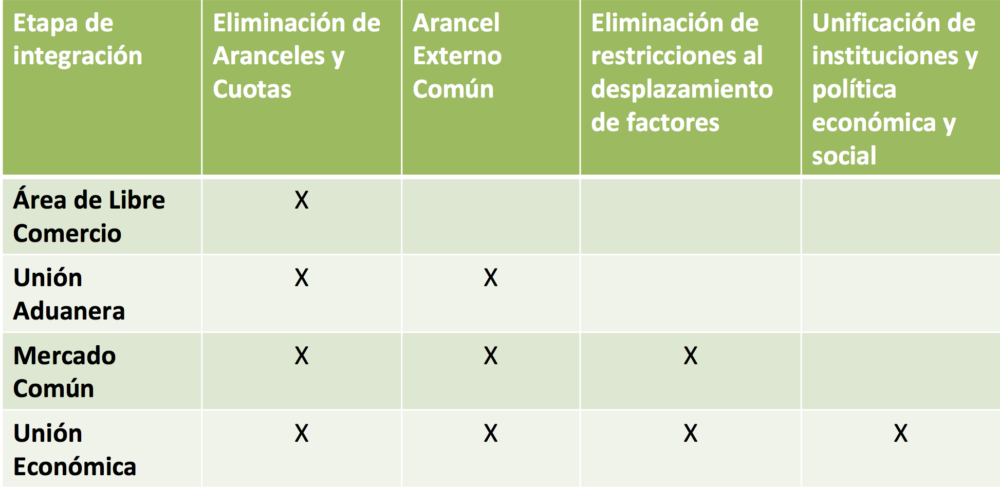 Etapa de
integración
Eliminación de
Aranceles y
Cuotas
Arancel
Externo
Común
Eliminación de
restricciones al
desplazamiento
de factores
Unificación de
instituciones y
política
económica y
social
Área de Libre
Comercio
X
Unión
Aduanera
X
X
Mercado
Común
X
X
X
Unión
Económica
X
X
X
X